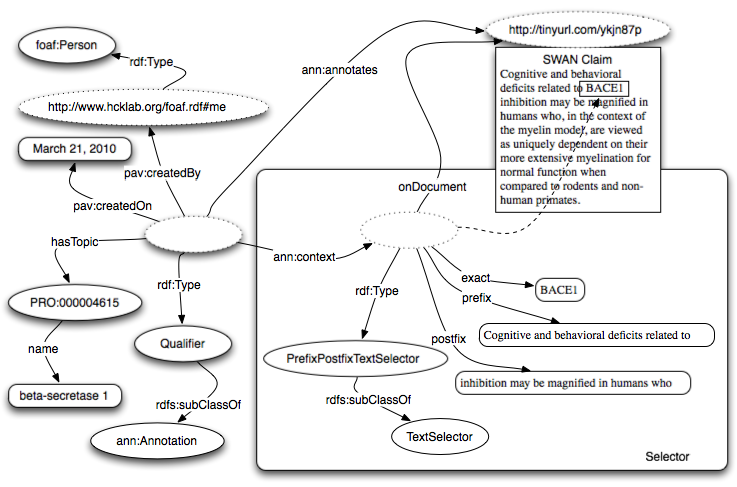 foaf:Person
http://tinyurl.com/ykjn87p
rdf:Type
ann:annotates
SWAN Claim
Cognitive and behavioral
deficits related to BACE1
inhibition may be magnified in
humans who, in the context of
the myelin model, are viewed
as uniquely dependent on their
more extensive myelination for
normal function when
compared to rodents and non-
human primates.
http://www.hcklab.org/foaf.rdf#me
March 21, 2010
pav:createdBy
pav:createdOn
onDocument
hasTopic
ann:context
rdf:Type
rdf:Type
exact
BACE1
prefix
PRO:000004615
Cognitive and behavioral deficits related to
name
Qualifier
postfix
PrefixPostfixTextSelector
inhibition may be magnified in humans who
beta-secretase 1
rdfs:subClassOf
rdfs:subClassOf
ann:Annotation
TextSelector
Selector